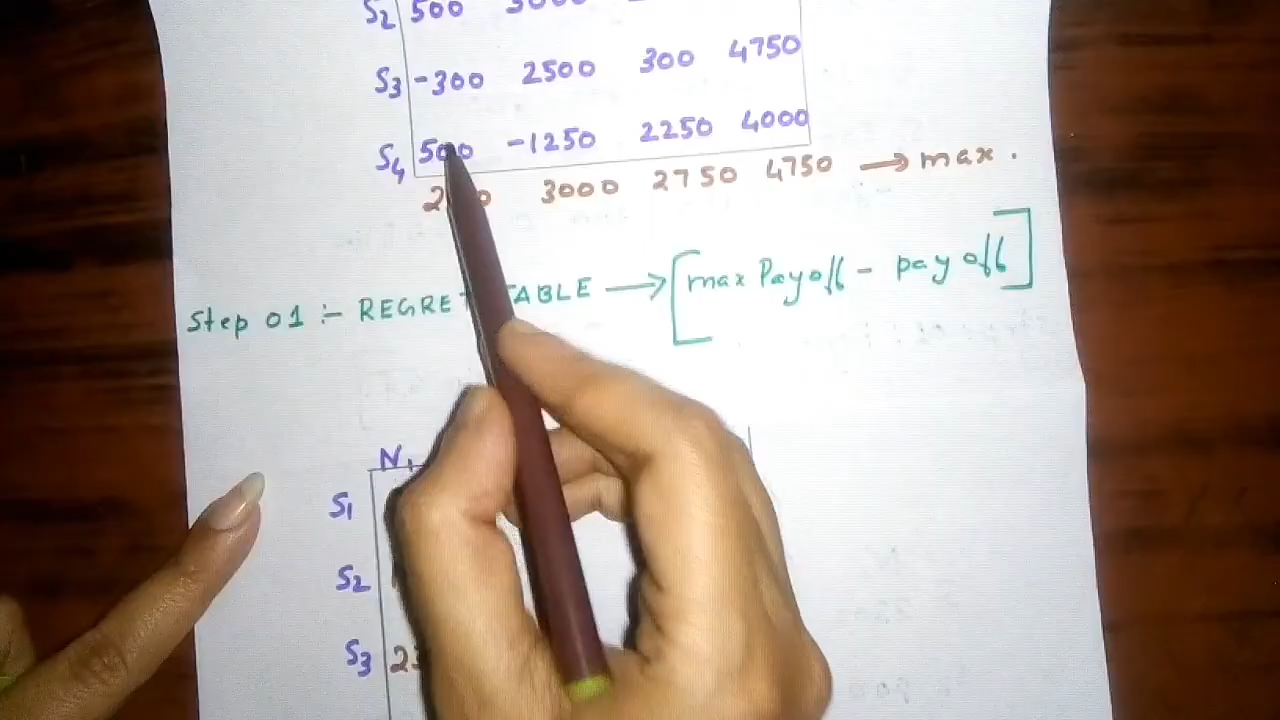 S2 500
S3 -300 2500 300 4750
S4 500 -1250 2250 4000
3000 2750 4750 → max.
Step 01 :- REGRET TABLE → [max Payoff - pay off]
N1
S1
S2
S3